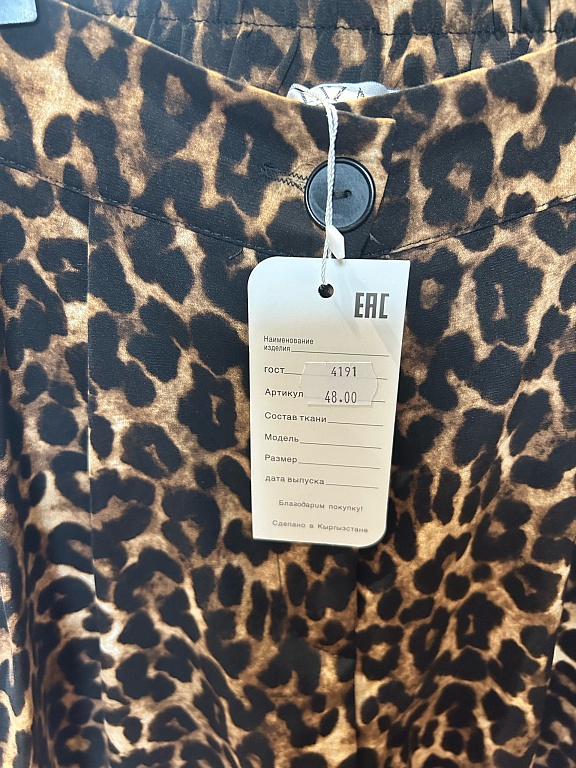 EAC
Наименование
изделия
гост 4191
Артикул 48.00
Состав ткани
Модель
Размер
дата выпуска
Благодарим покупку!
Сделано в Кыргызстане